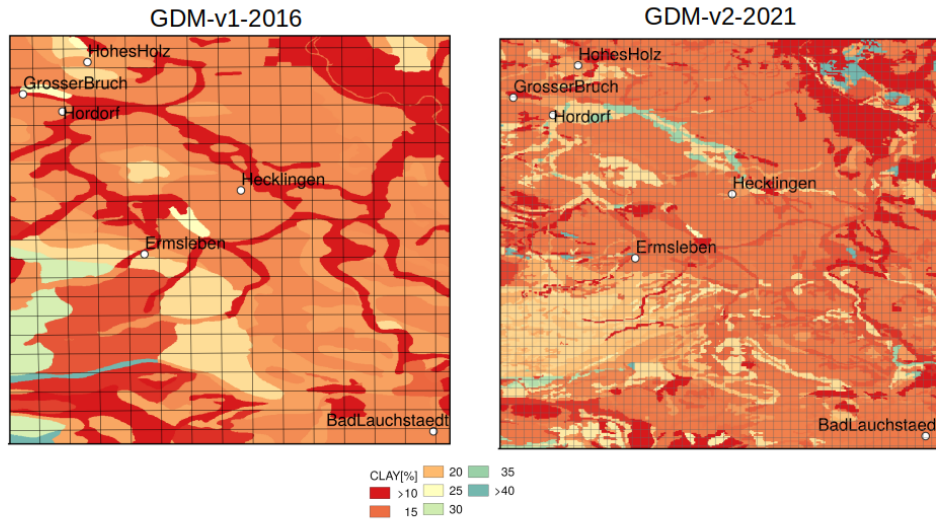 GDM-v1-2016
GDM-v2-2021
HohesHolz
GrosserBruch
Hordorf
Hecklingen
Ermsleben
BadLauchstaedt
HohesHolz
GrosserBruch
Hordorf
Hecklingen
Ermsleben
BadLauchstaed
CLAY[%]
>10
15
20
25
30
35
>40